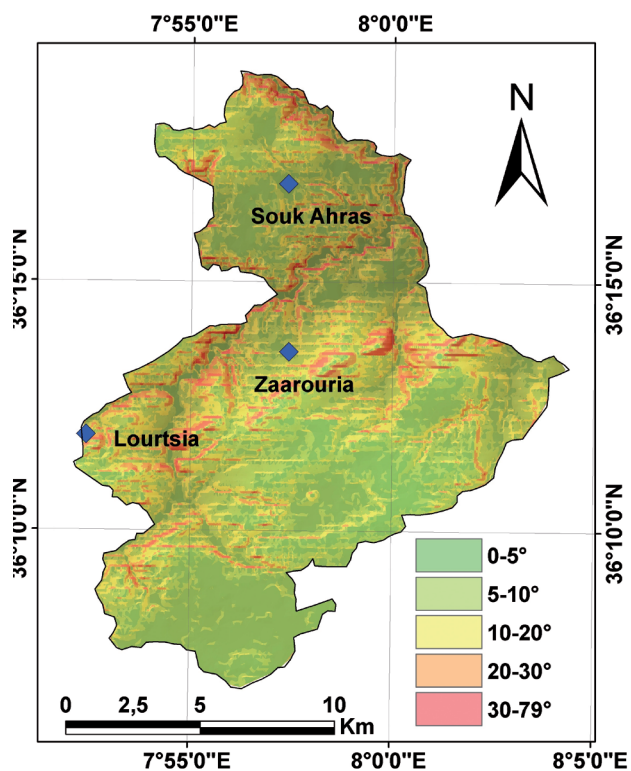 7°55'0"E 8°0'0"E
N
Souk Ahras
36°15'0"N 36°15'0"N
Zaarouria
Lourtsia
36°10'0"N 36°10'0"N
0-5°
5-10°
10-20°
20-30°
30-79°
0 2,5 5 10
Km
7°55'0"E 8°0'0"E 8°5'0"E